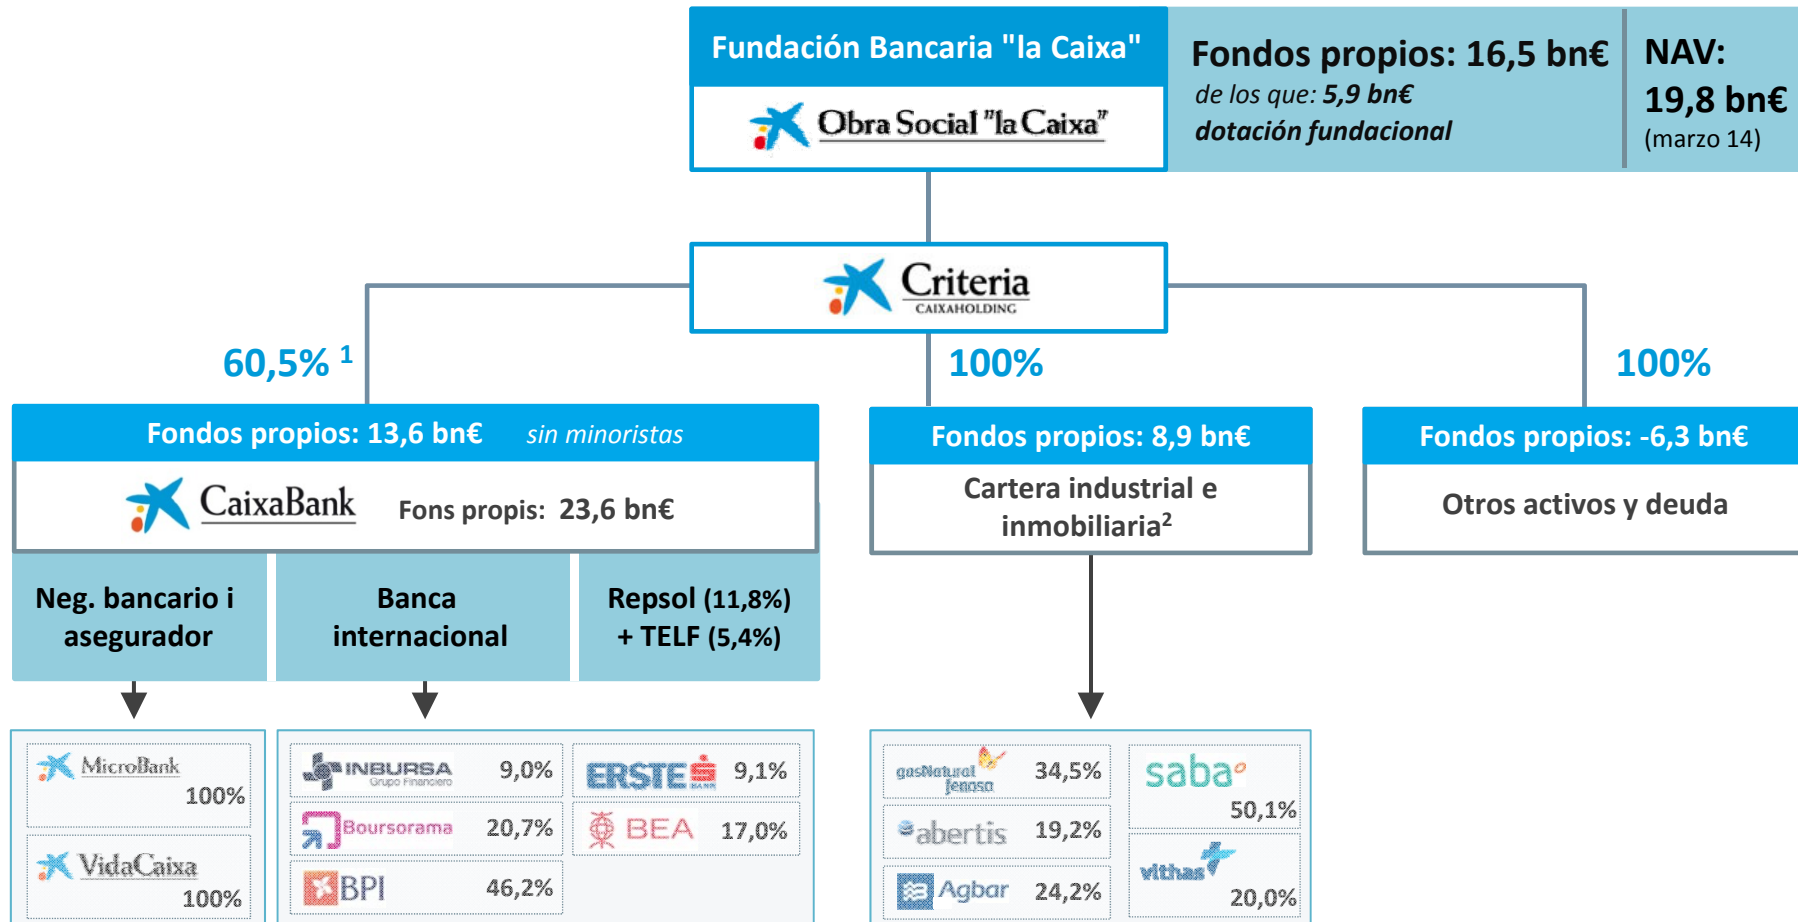 Fundación Bancaria "la Caixa"
Obra Social "la Caixa"
Fondos propios: 16,5 bn€
de los que: 5,9 bn€
dotación fundacional
NAV:
19,8 bn€
(marzo 14)
Criteria
CAIXAHOLDING
60,5% 1
100%
100%
Fondos propios: 13,6 bn€ sin minoristas
CaixaBank Fons propis: 23,6 bn€
Fondos propios: 8,9 bn€
Cartera industrial e
inmobiliaria2
Fondos propios: -6,3 bn€
Otros activos y deuda
Neg. bancario i
asegurador
Banca
internacional
Repsol (11,8%)
+ TELF (5,4%)
MicroBank
100%
VidaCaixa
100%
INBURSA
Grupo Financiero
9,0%
Boursorama 20,7%
BPI 46,2%
ERSTE
BANK
9,1%
BEA 17,0%
gasNatural
fenosa
34,5%
abertis 19,2%
Agbar 24,2%
saba
50,1%
vithas
20,0%